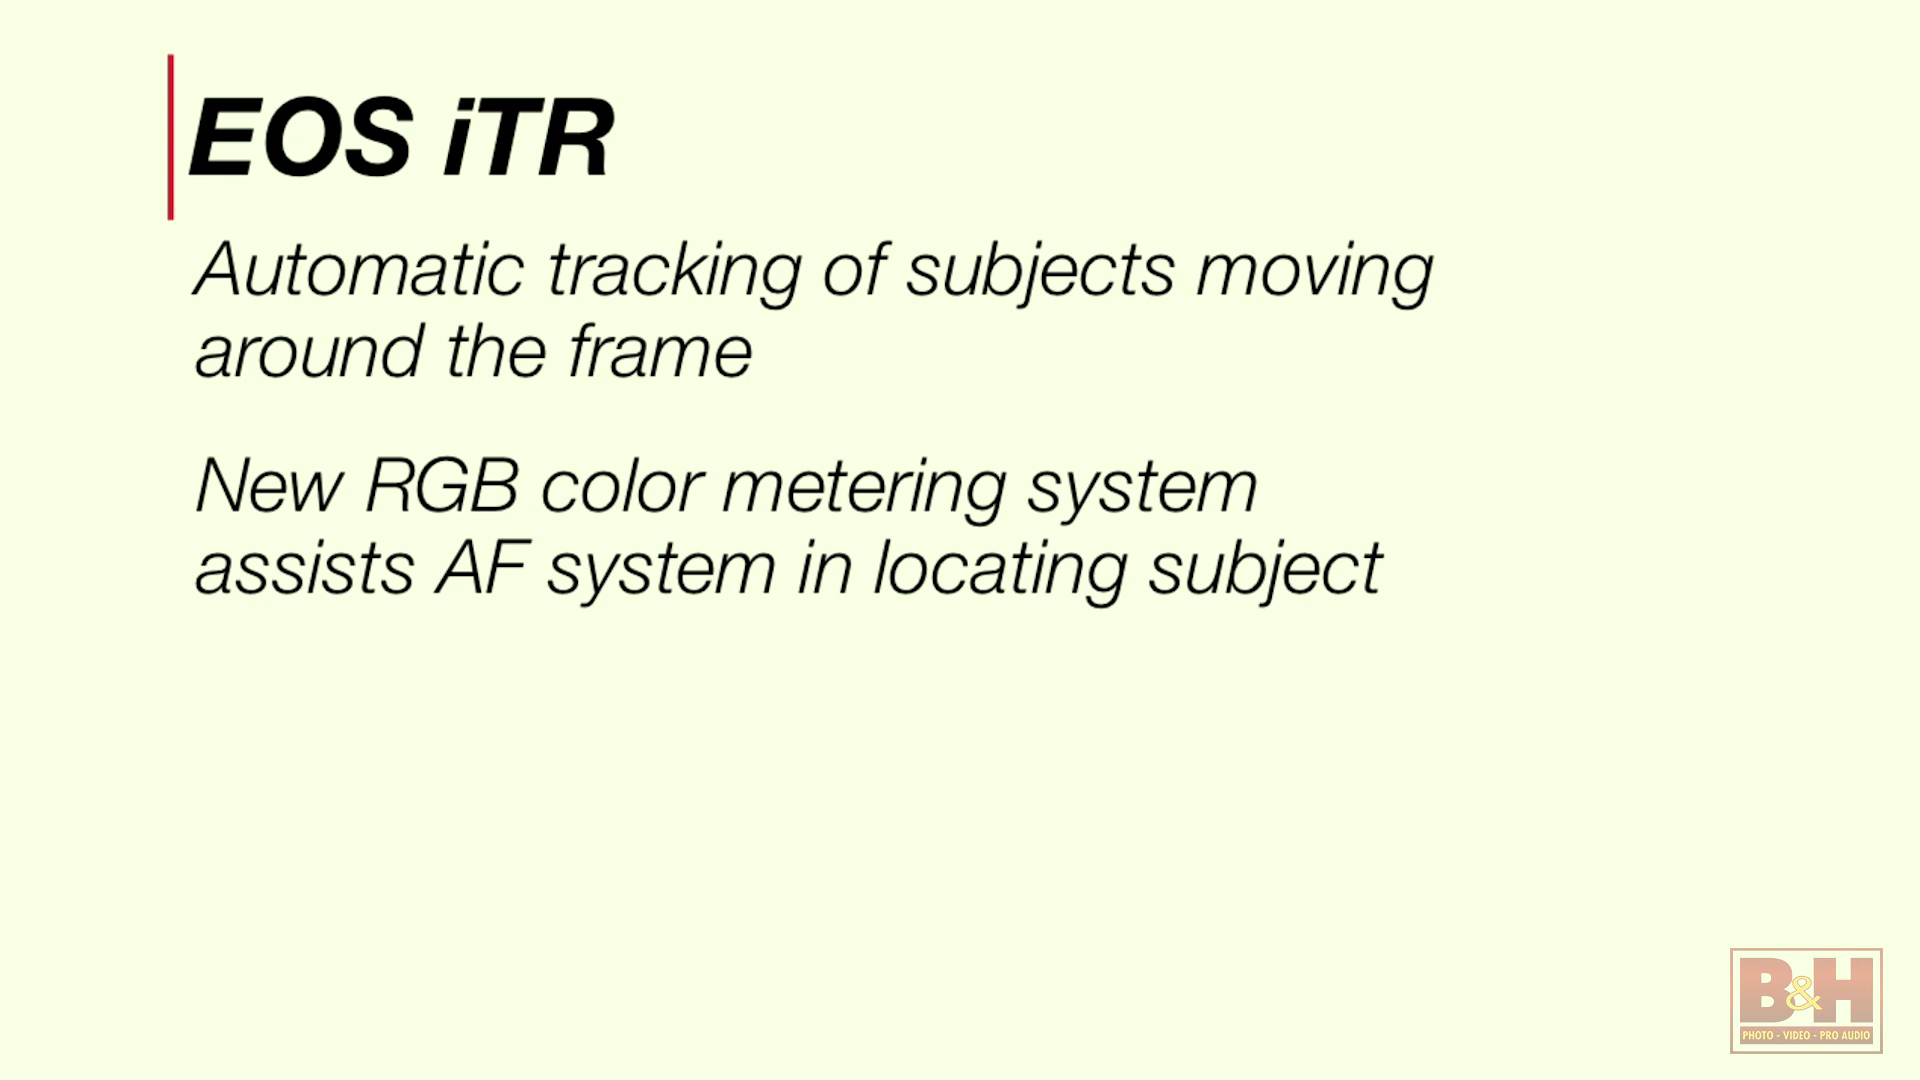 EOS iTR
Automatic tracking of subjects moving
around the frame
New RGB color metering system
assists AF system in locating subject
B&H
PHOTO - VIDEO - PRO AUDIO